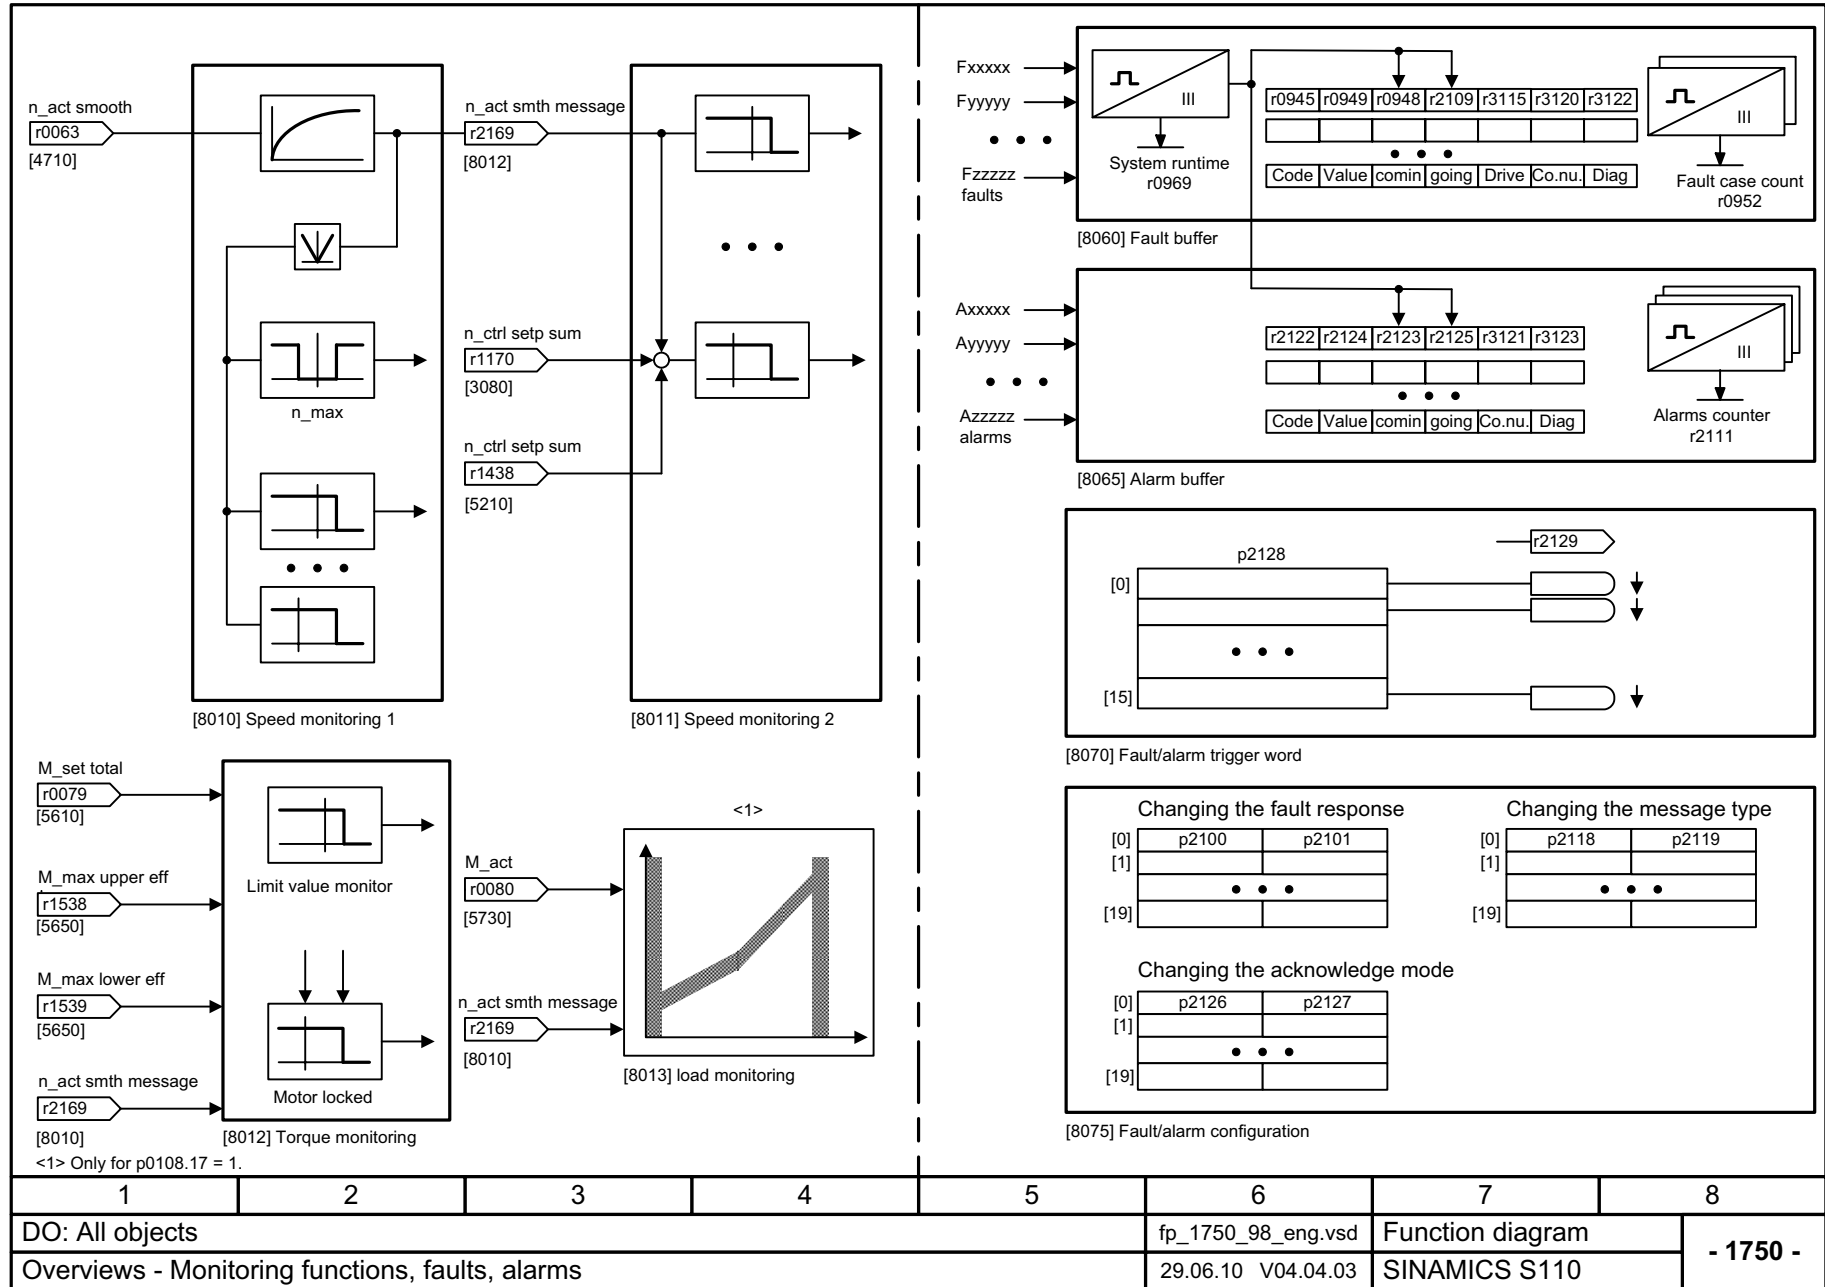 n_act smooth
r0063
[4710]
n_max
[8010] Speed monitoring 1
n_act smth message
r2169
[8012]
n_ctrl setp sum
r1170
[3080]
n_ctrl setp sum
r1438
[5210]
[8011] Speed monitoring 2
M_set total
r0079
[5610]
M_max upper eff
r1538
[5650]
M_max lower eff
r1539
[5650]
n_act smth message
r2169
[8010]
Limit value monitor
Motor locked
[8012] Torque monitoring
<1> Only for p0108.17 = 1.
<1>
M_act
r0080
[5730]
n_act smth message
r2169
[8010]
[8013] load monitoring
Fxxxxx
Fyyyyy
Fzzzzz
faults
III
System runtime
r0969
r0945 r0949 r0948 r2109 r3115 r3120 r3122
Code Value comin going Drive Co.nu. Diag
III
Fault case count
r0952
[8060] Fault buffer
Axxxxx
Ayyyyy
Azzzzz
alarms
r2122 r2124 r2123 r2125 r3121 r3123
Code Value comin going Co.nu. Diag
III
Alarms counter
r2111
[8065] Alarm buffer
p2128
r2129
[0]
[15]
[8070] Fault/alarm trigger word
Changing the fault response
[0] p2100 p2101
[1]
[19]
Changing the message type
[0] p2118 p2119
[1]
[19]
Changing the acknowledge mode
[0] p2126 p2127
[1]
[19]
[8075] Fault/alarm configuration
1 2 3 4 5 6 7 8
DO: All objects
fp_1750_98_eng.vsd
Function diagram
- 1750 -
Overviews - Monitoring functions, faults, alarms
29.06.10 V04.04.03
SINAMICS S110